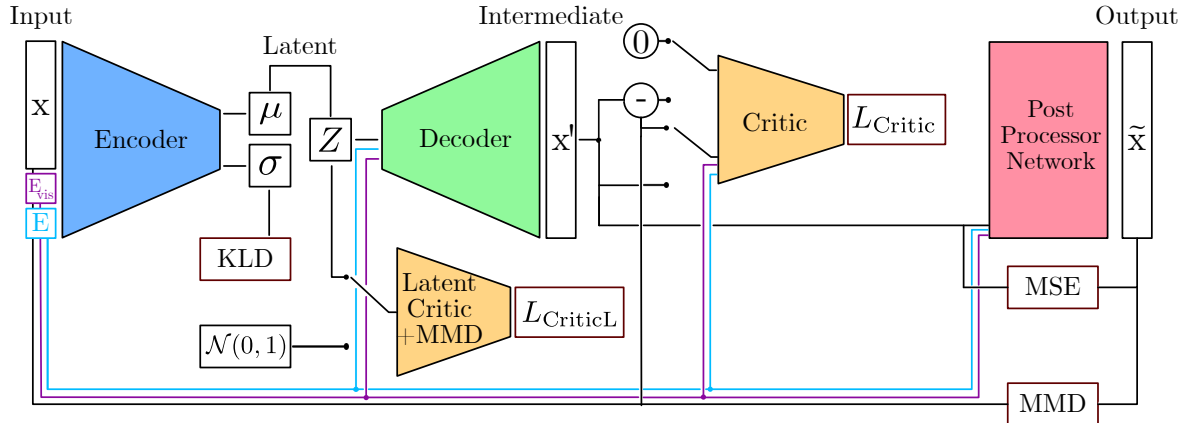 Input
Latent
Intermediate
Output
x
E_vis
E
Encoder
μ
σ
KLD
Z
Decoder
x'
0
-
Critic
L_Critic
Post
Processor
Network
x̃
Latent
Critic
+MMD
L_CriticL
𝒩(0, 1)
MSE
MMD